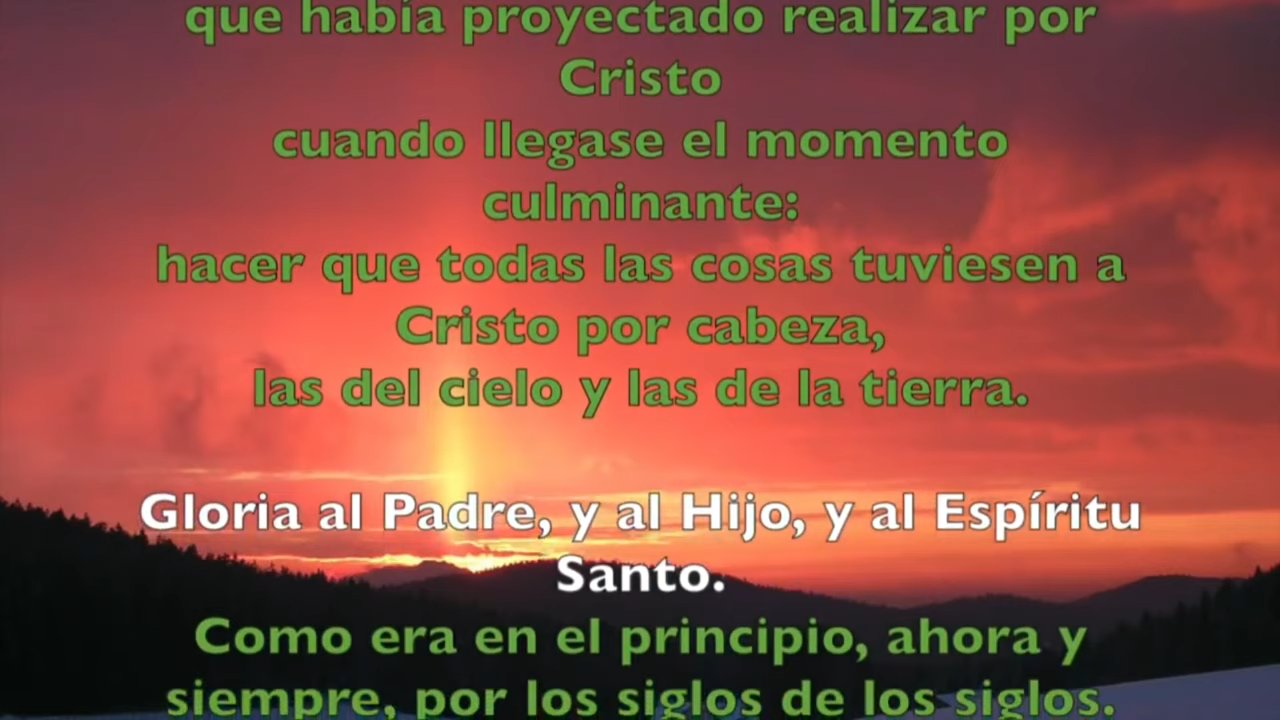 que había proyectado realizar por
Cristo
cuando llegase el momento
culminante:
hacer que todas las cosas tuviesen a
Cristo por cabeza,
las del cielo y las de la tierra.
Gloria al Padre, y al Hijo, y al Espíritu
Santo.
Como era en el principio, ahora y
siempre, por los siglos de los siglos.